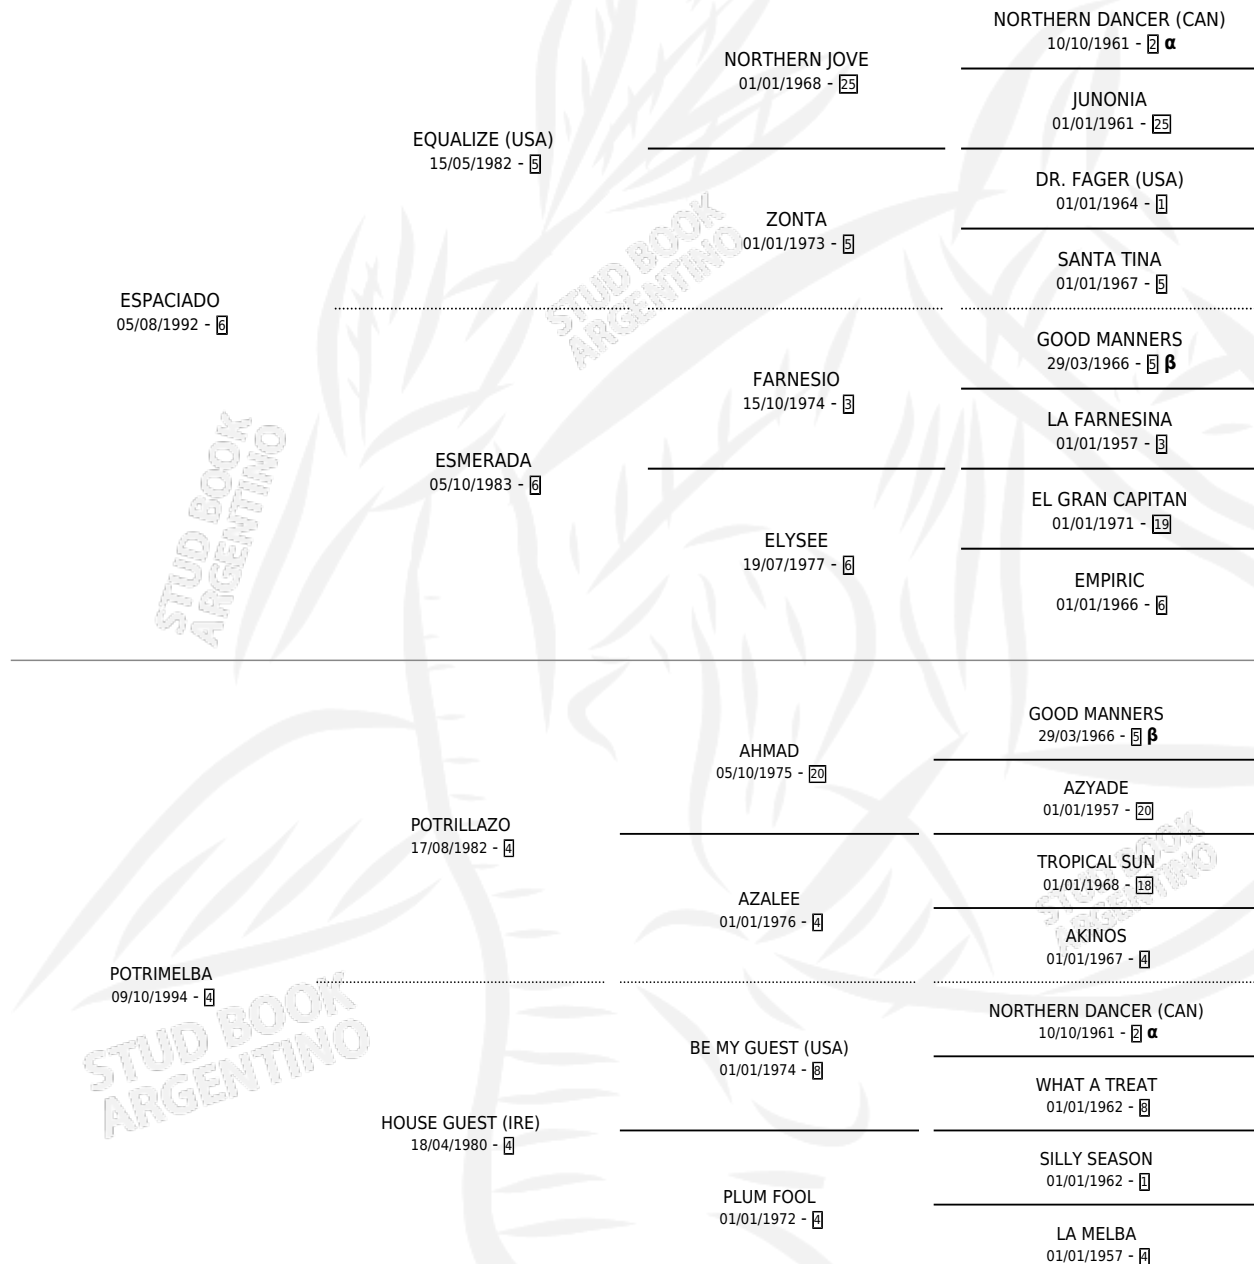 NORTHERN DANCER (CAN)
10/10/1961 - 2 α
NORTHERN JOVE
01/01/1968 - 25
JUNONIA
01/01/1961 - 25
EQUALIZE (USA)
15/05/1982 - 5
DR. FAGER (USA)
01/01/1964 - 1
ZONTA
01/01/1973 - 5
SANTA TINA
01/01/1967 - 5
STUD BOOK
ARGENTINO
ESPACIADO
05/08/1992 - 6
GOOD MANNERS
29/03/1966 - 5 β
FARNESIO
15/10/1974 - 3
LA FARNESINA
01/01/1957 - 3
ESMERADA
05/10/1983 - 6
EL GRAN CAPITAN
01/01/1971 - 19
ELYSEE
19/07/1977 - 6
EMPIRIC
01/01/1966 - 6
STUD BOOK
ARGENTINO
GOOD MANNERS
29/03/1966 - 5 β
AHMAD
05/10/1975 - 20
AZYADE
01/01/1957 - 20
POTRILLAZO
17/08/1982 - 4
TROPICAL SUN
01/01/1968 - 18
STUD BOOK
ARGENTINO
AZALEE
01/01/1976 - 4
AKINOS
01/01/1967 - 4
POTRIMELBA
09/10/1994 - 4
STUD BOOK
ARGENTINO
NORTHERN DANCER (CAN)
10/10/1961 - 2 α
BE MY GUEST (USA)
01/01/1974 - 8
WHAT A TREAT
01/01/1962 - 8
HOUSE GUEST (IRE)
18/04/1980 - 4
SILLY SEASON
01/01/1962 - 1
PLUM FOOL
01/01/1972 - 4
LA MELBA
01/01/1957 - 4